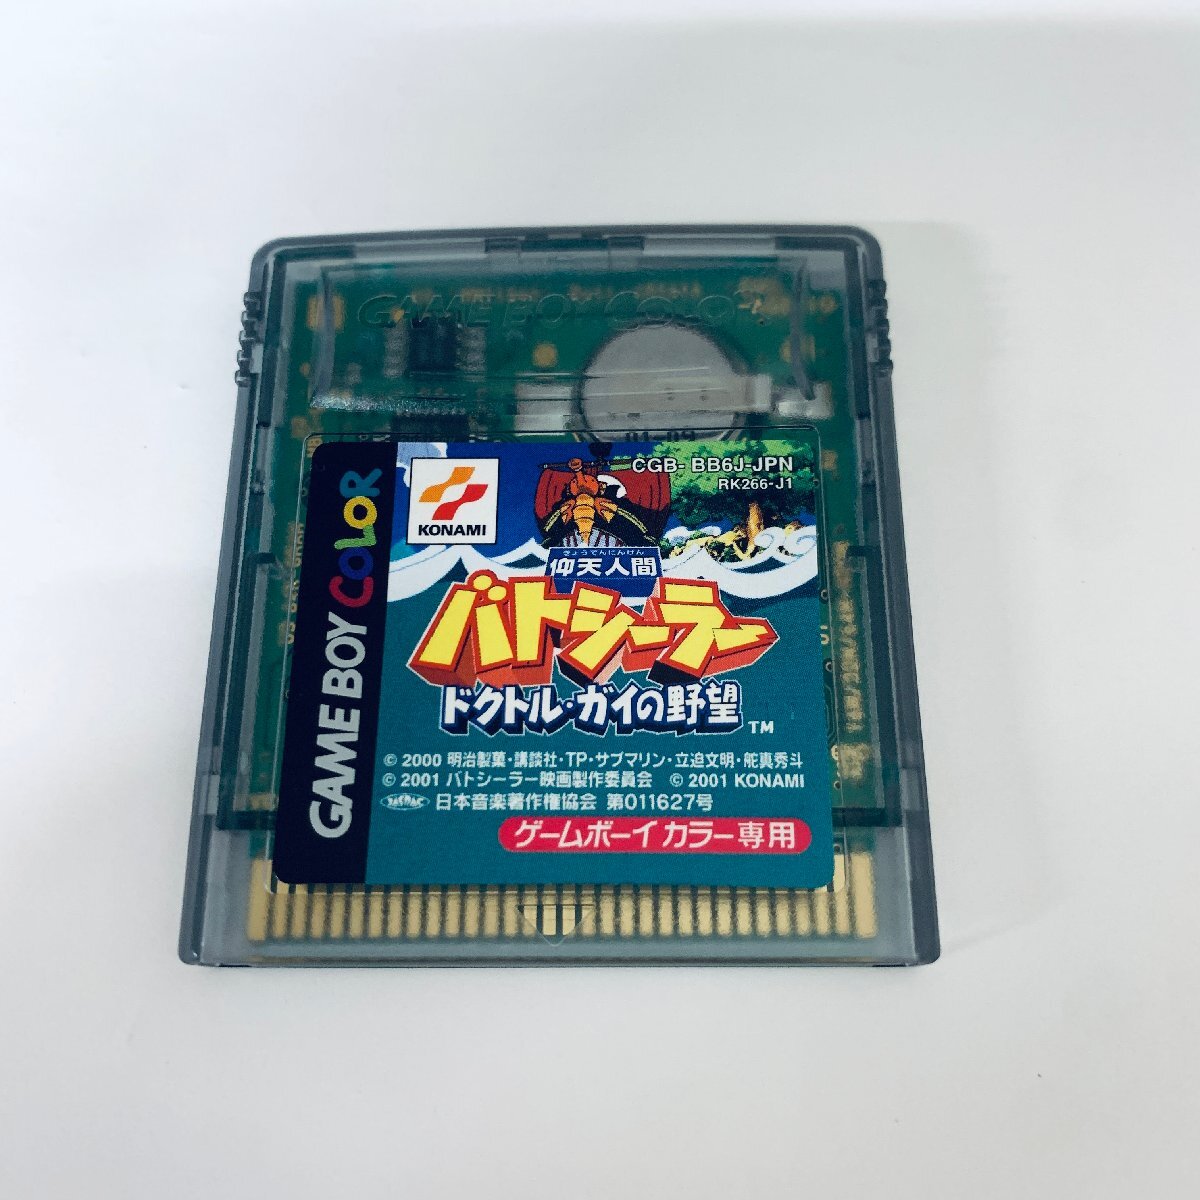 GAME BOY COLOR
01-09
CGB- BB6J-JPN
RK266-J1
KONAMI
GAME BOY COLOR
きょうてんにんげん
仰天人間
バトシーラー
ドクトル・ガイの野望
TM
© 2000 明治製菓・講談社・TP・サブマリン・立迫文明・舵真秀斗
© 2001 バトシーラー映画製作委員会 © 2001 KONAMI
JASRAC 日本音楽著作権協会 第011627号
ゲームボーイ カラー専用